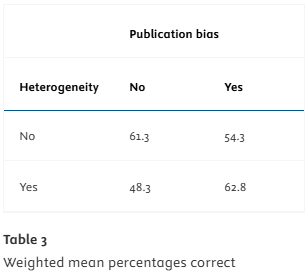 Publication bias
Heterogeneity No Yes
No 61.3 54.3
Yes 48.3 62.8
Table 3
Weighted mean percentages correct